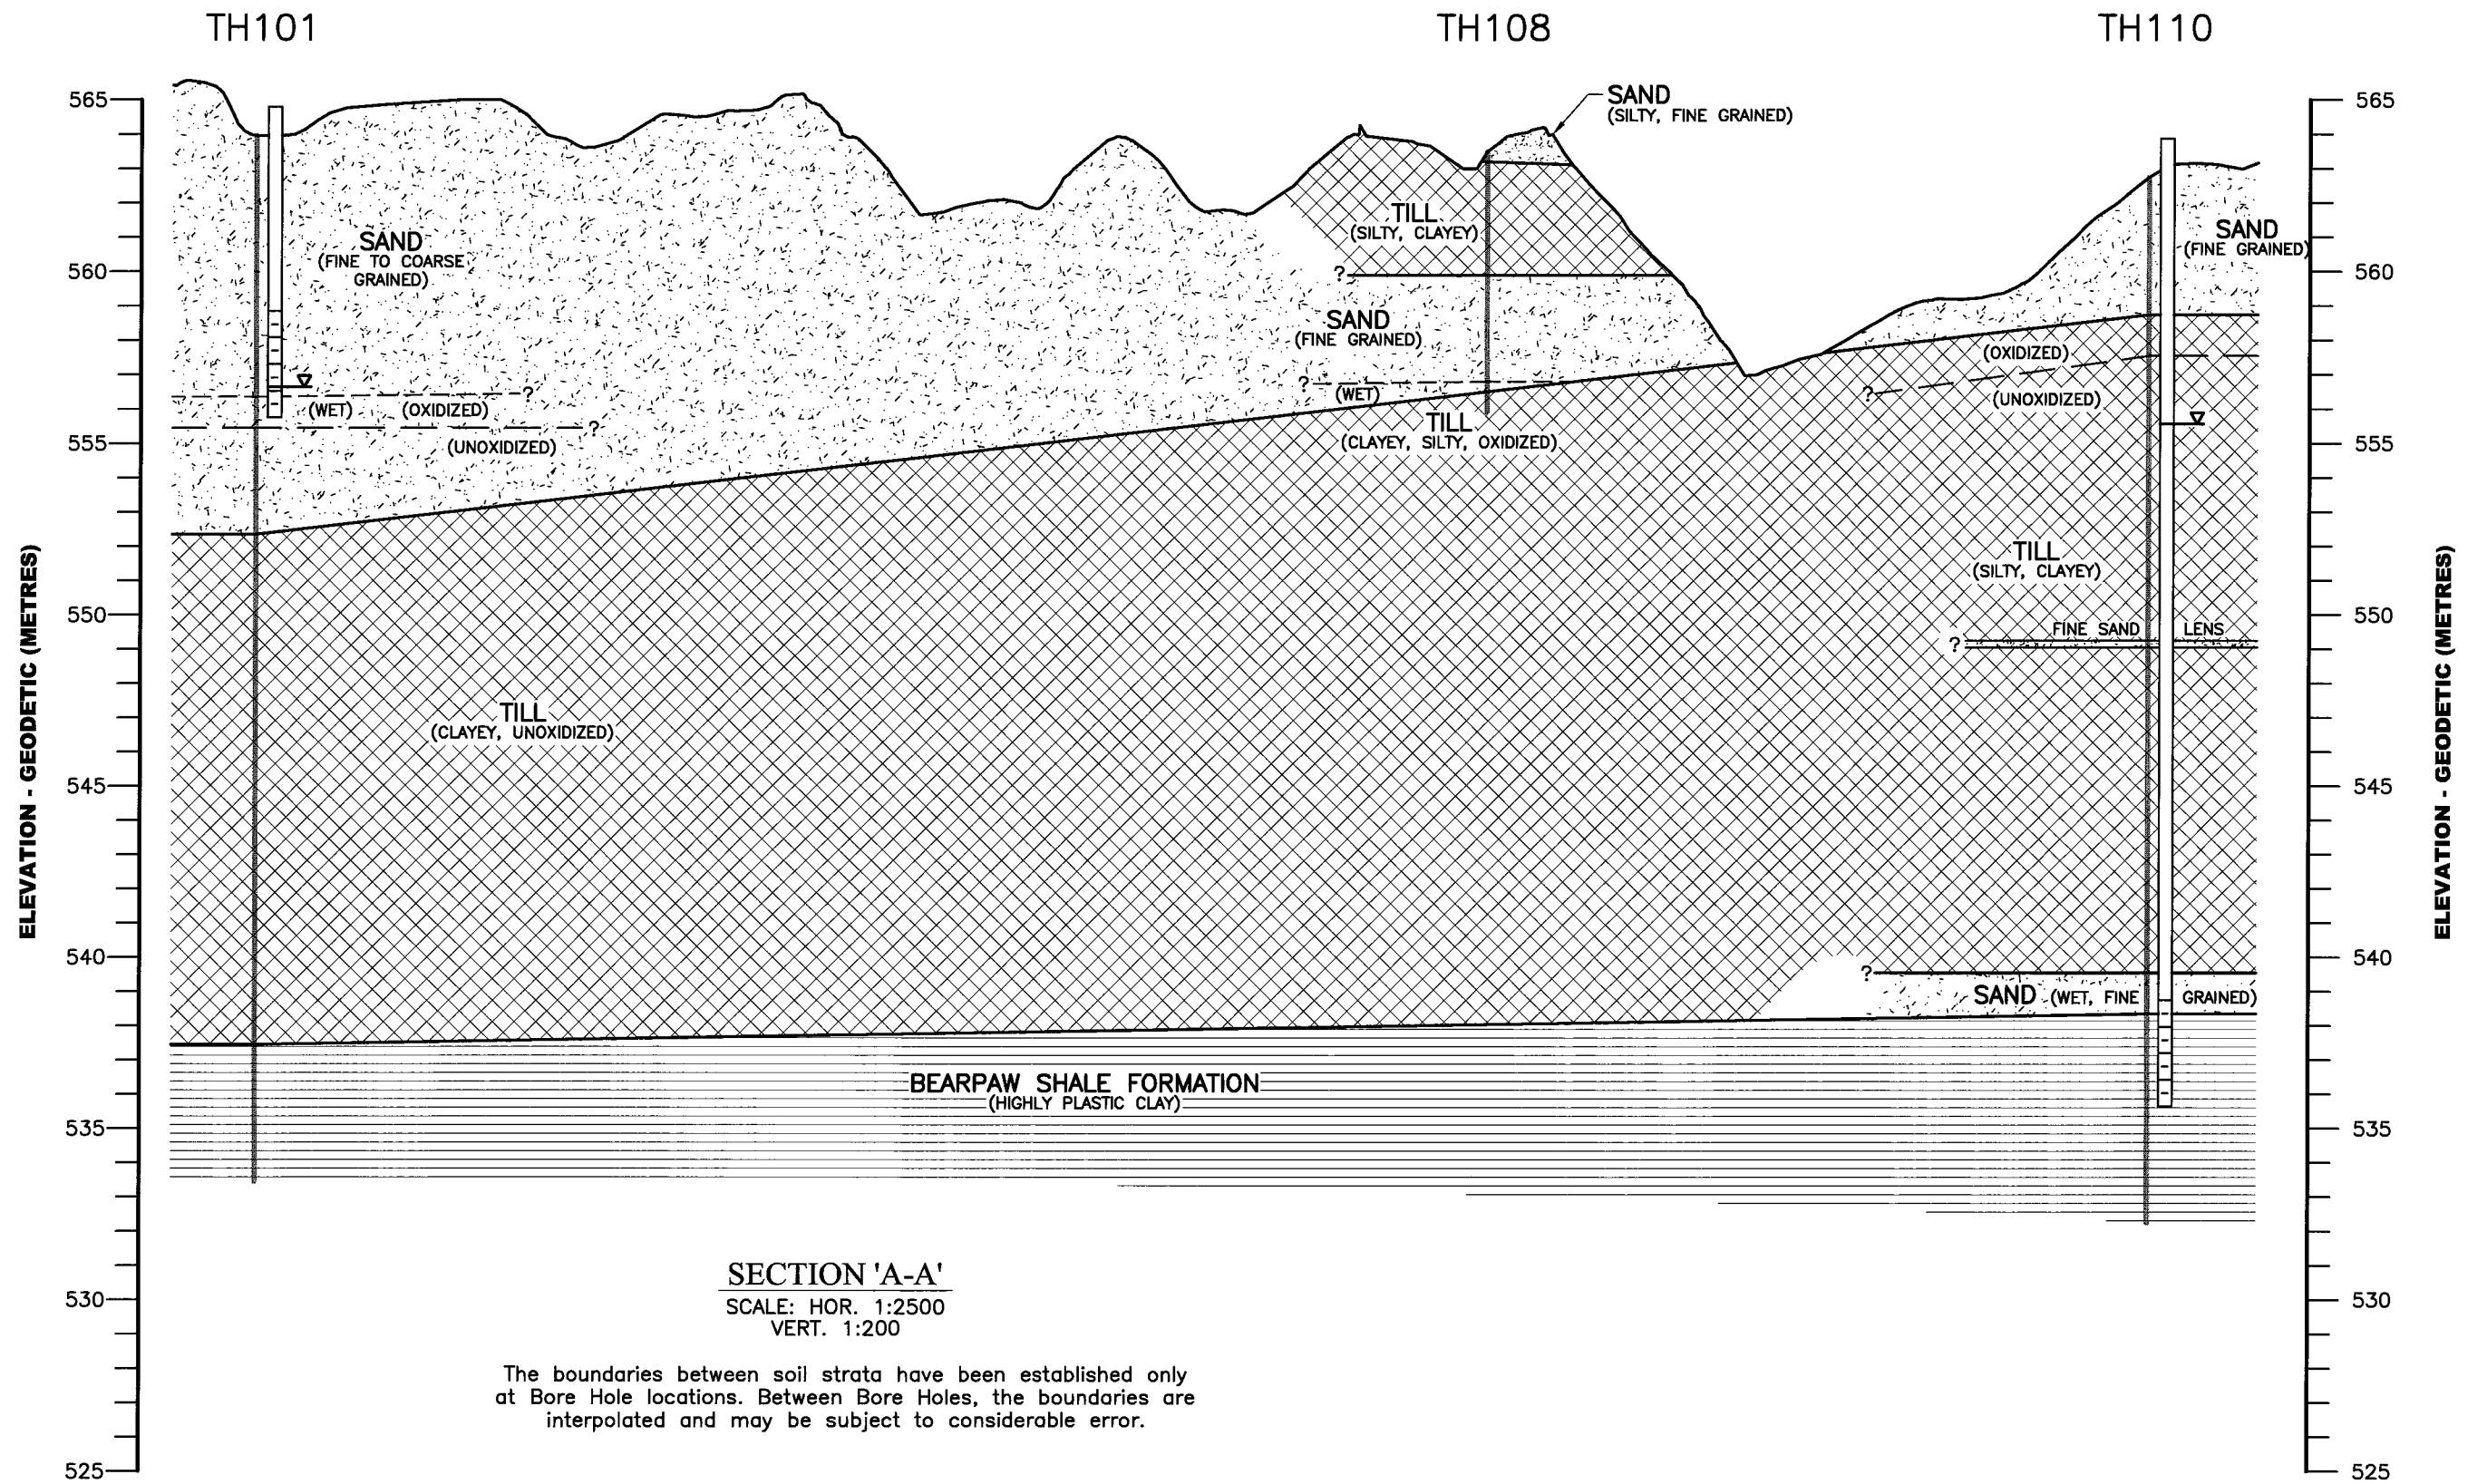 TH101
TH108
TH110
SAND
(SILTY, FINE GRAINED)
565
565
SAND
(FINE TO COARSE
GRAINED)
TILL
(SILTY, CLAYEY)
SAND
(FINE GRAINED)
560
?
560
SAND
(FINE GRAINED)
(OXIDIZED)
?
?
(WET)
?
(UNOXIDIZED)
(WET)
(OXIDIZED)
?
TILL
(CLAYEY, SILTY, OXIDIZED)
555
(UNOXIDIZED)
555
TILL
(SILTY, CLAYEY)
550
550
FINE SAND LENS
?
ELEVATION - GEODETIC (METRES)
ELEVATION - GEODETIC (METRES)
TILL
(CLAYEY, UNOXIDIZED)
545
545
540
540
?
SAND (WET, FINE GRAINED)
BEARPAW SHALE FORMATION
(HIGHLY PLASTIC CLAY)
535
535
SECTION 'A-A'
SCALE: HOR. 1:2500
VERT. 1:200
530
530
The boundaries between soil strata have been established only
at Bore Hole locations. Between Bore Holes, the boundaries are
interpolated and may be subject to considerable error.
525
525